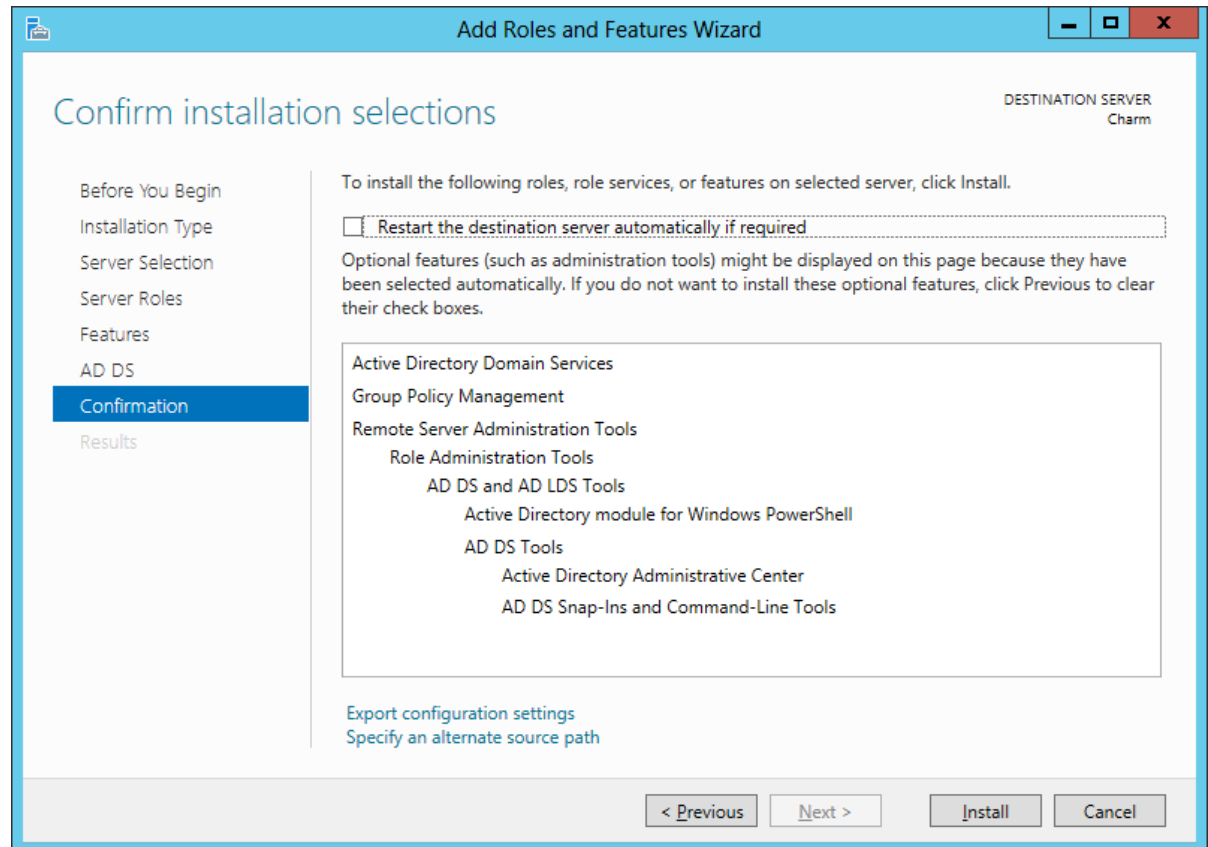 Add Roles and Features Wizard
Confirm installation selections
DESTINATION SERVER
Charm
Before You Begin
Installation Type
Server Selection
Server Roles
Features
AD DS
Confirmation
Results
To install the following roles, role services, or features on selected server, click Install.
Restart the destination server automatically if required
Optional features (such as administration tools) might be displayed on this page because they have
been selected automatically. If you do not want to install these optional features, click Previous to clear
their check boxes.
Active Directory Domain Services
Group Policy Management
Remote Server Administration Tools
Role Administration Tools
AD DS and AD LDS Tools
Active Directory module for Windows PowerShell
AD DS Tools
Active Directory Administrative Center
AD DS Snap-Ins and Command-Line Tools
Export configuration settings
Specify an alternate source path
< Previous
Next >
Install
Cancel